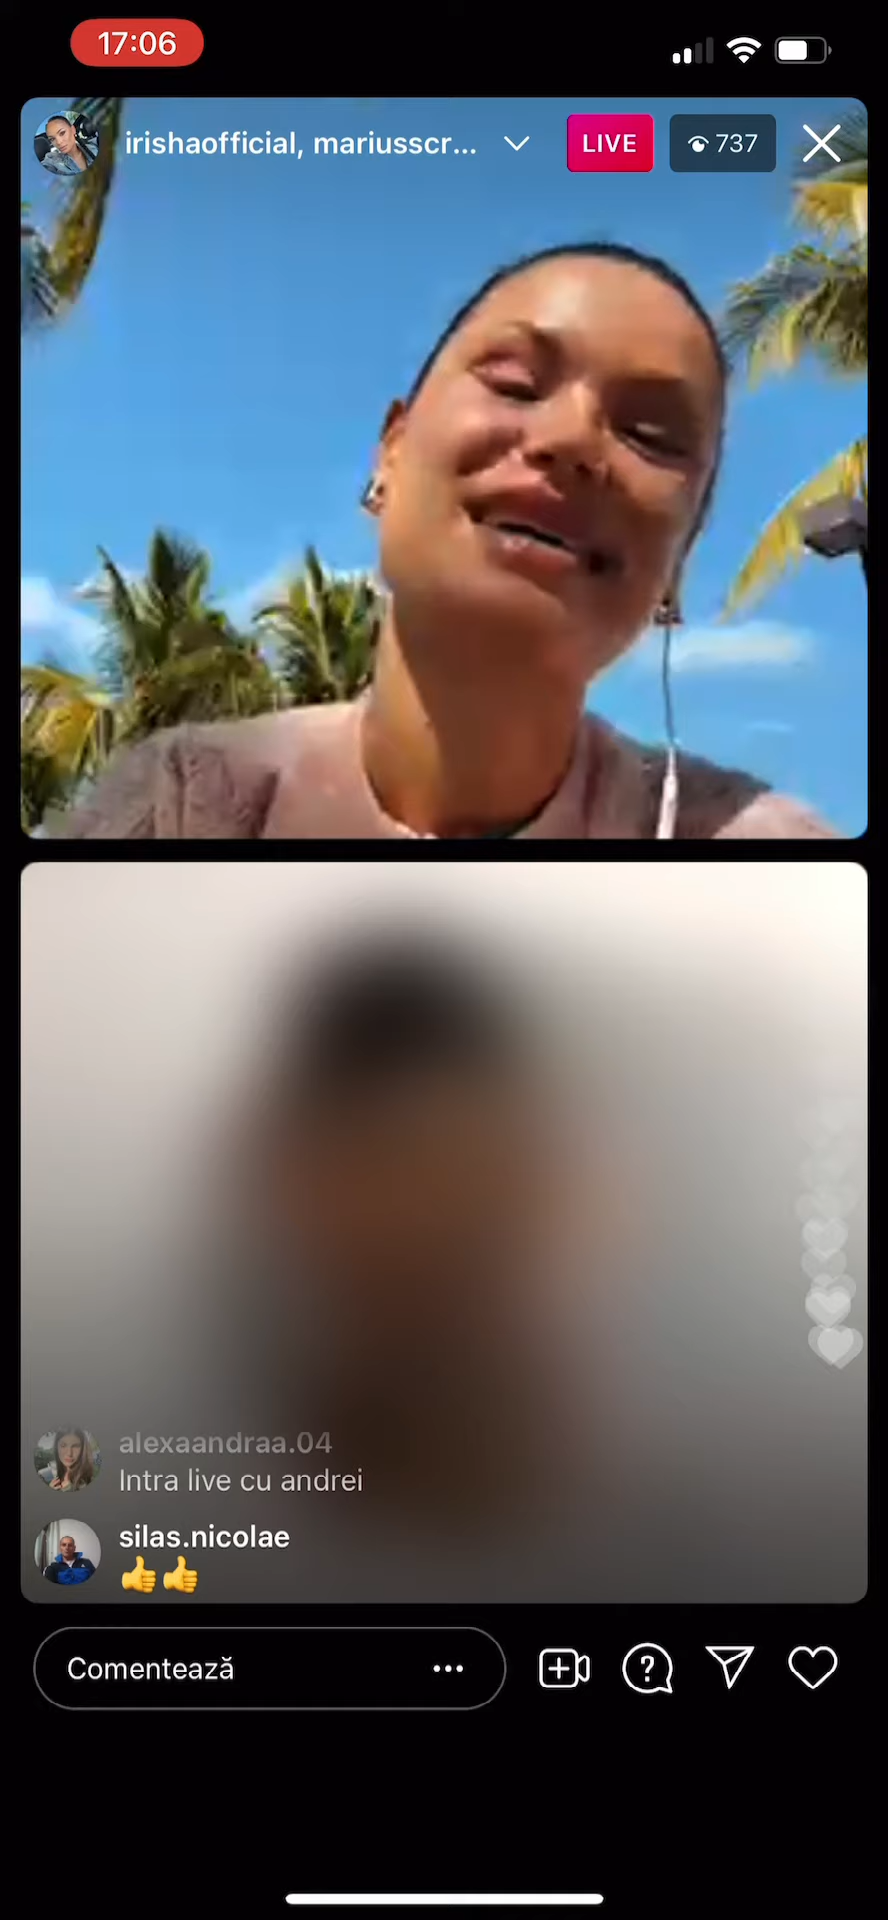 17:06
irishaofficial, mariusscr...
LIVE
737
alexaandraa.04
Intra live cu andrei
silas.nicolae
👍👍
Comentează